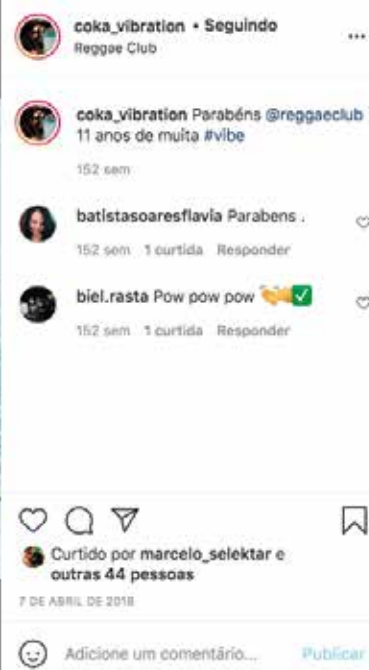 coka_vibration • Seguindo
Reggae Club
coka_vibration Parabéns @reggaeclub
11 anos de muita #vibe
152 sem
batistasoaresflavia Parabens .
152 sem 1 curtida Responder
biel.rasta Pow pow pow 👏✅
152 sem 1 curtida Responder
Curtido por marcelo_selektar e
outras 44 pessoas
7 DE ABRIL DE 2018
Adicione um comentário... Publicar